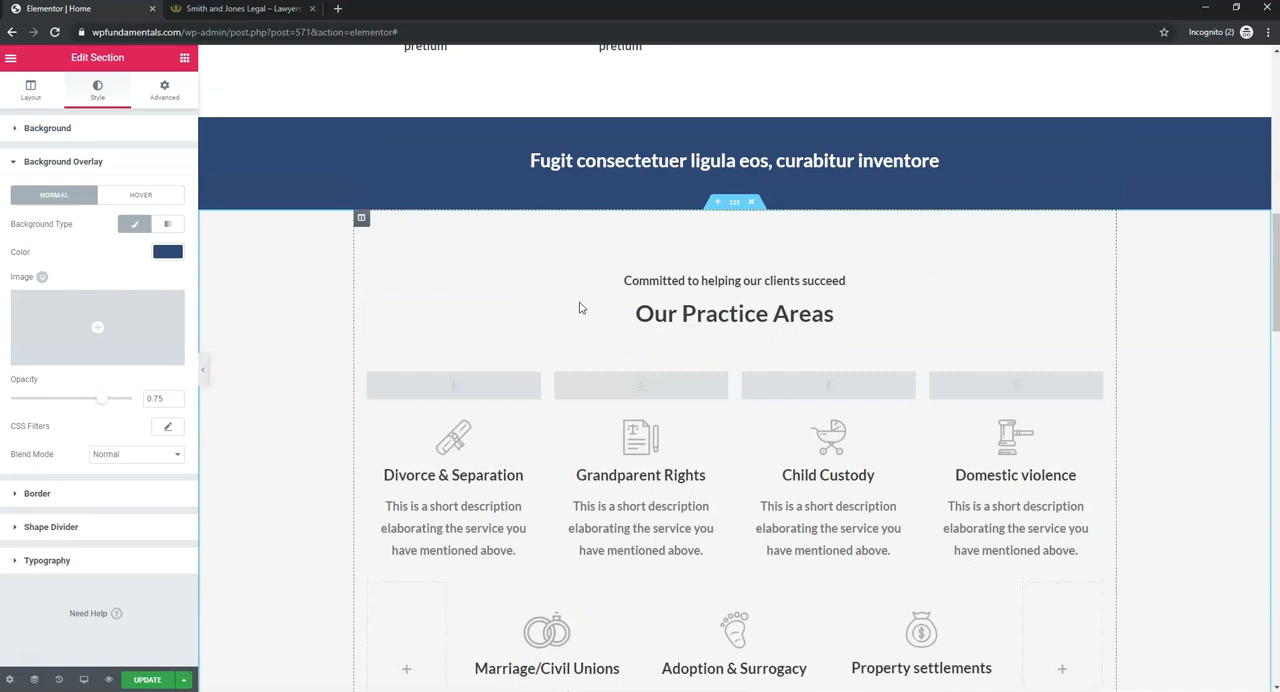 Elementor | Home
Smith and Jones Legal – Lawyers
wpfundamentals.com/wp-admin/post.php?post=571&action=elementor#
Incognito (2)
Edit Section
Layout
Style
Advanced
Background
Background Overlay
NORMAL
HOVER
Background Type
Color
Image
Opacity
0.75
CSS Filters
Blend Mode
Normal
Border
Shape Divider
Typography
Need Help ?
UPDATE
pretium
pretium
Fugit consectetuer ligula eos, curabitur inventore
Committed to helping our clients succeed
Our Practice Areas
Divorce & Separation
Grandparent Rights
Child Custody
Domestic violence
This is a short description
elaborating the service you
have mentioned above.
This is a short description
elaborating the service you
have mentioned above.
This is a short description
elaborating the service you
have mentioned above.
This is a short description
elaborating the service you
have mentioned above.
Marriage/Civil Unions
Adoption & Surrogacy
Property settlements